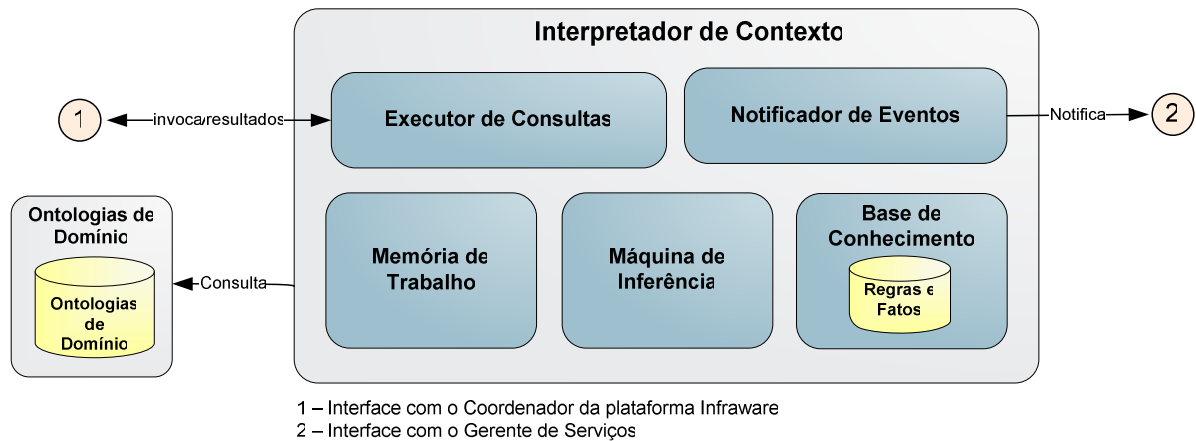 Interpretador de Contexto
1
invoca/resultados
Executor de Consultas
Notificador de Eventos
Notifica
2
Ontologias de
Domínio
Ontologias
de
Domínio
Consulta
Memória de
Trabalho
Máquina de
Inferência
Base de
Conhecimento
Regras e
Fatos
1 – Interface com o Coordenador da plataforma Infraware
2 – Interface com o Gerente de Serviços